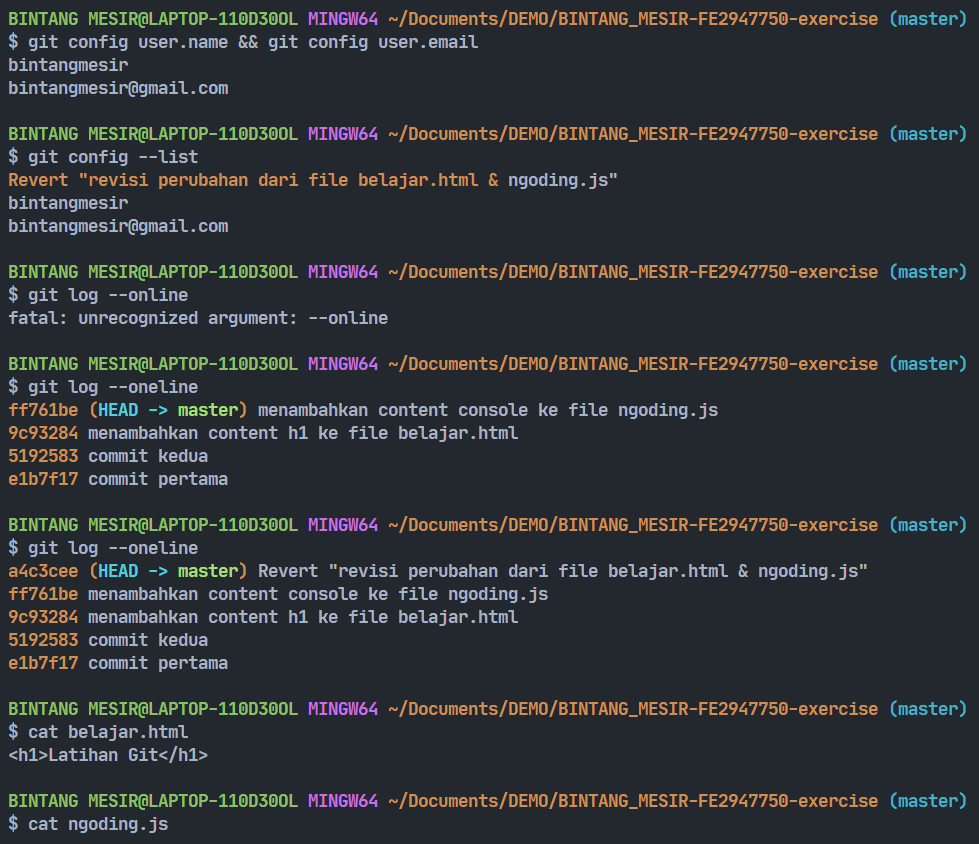 BINTANG MESIR@LAPTOP-110D30OL MINGW64 ~/Documents/DEMO/BINTANG_MESIR-FE2947750-exercise (master)
$ git config user.name && git config user.email
bintangmesir
bintangmesir@gmail.com
BINTANG MESIR@LAPTOP-110D30OL MINGW64 ~/Documents/DEMO/BINTANG_MESIR-FE2947750-exercise (master)
$ git config --list
Revert "revisi perubahan dari file belajar.html & ngoding.js"
bintangmesir
bintangmesir@gmail.com
BINTANG MESIR@LAPTOP-110D30OL MINGW64 ~/Documents/DEMO/BINTANG_MESIR-FE2947750-exercise (master)
$ git log --online
fatal: unrecognized argument: --online
BINTANG MESIR@LAPTOP-110D30OL MINGW64 ~/Documents/DEMO/BINTANG_MESIR-FE2947750-exercise (master)
$ git log --oneline
ff761be (HEAD -> master) menambahkan content console ke file ngoding.js
9c93284 menambahkan content h1 ke file belajar.html
5192583 commit kedua
e1b7f17 commit pertama
BINTANG MESIR@LAPTOP-110D30OL MINGW64 ~/Documents/DEMO/BINTANG_MESIR-FE2947750-exercise (master)
$ git log --oneline
a4c3cee (HEAD -> master) Revert "revisi perubahan dari file belajar.html & ngoding.js"
ff761be menambahkan content console ke file ngoding.js
9c93284 menambahkan content h1 ke file belajar.html
5192583 commit kedua
e1b7f17 commit pertama
BINTANG MESIR@LAPTOP-110D30OL MINGW64 ~/Documents/DEMO/BINTANG_MESIR-FE2947750-exercise (master)
$ cat belajar.html
<h1>Latihan Git</h1>
BINTANG MESIR@LAPTOP-110D30OL MINGW64 ~/Documents/DEMO/BINTANG_MESIR-FE2947750-exercise (master)
$ cat ngoding.js